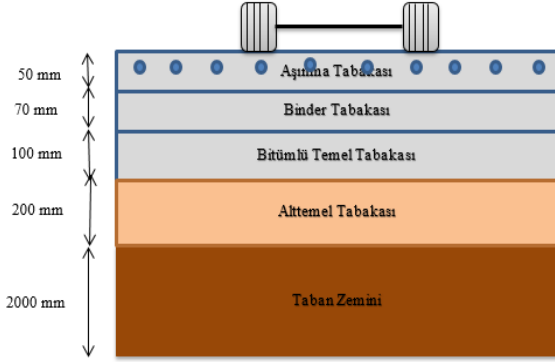 50 mm
Aşınma Tabakası
70 mm
Binder Tabakası
100 mm
Bitümlü Temel Tabakası
200 mm
Alttemel Tabakası
2000 mm
Taban Zemini